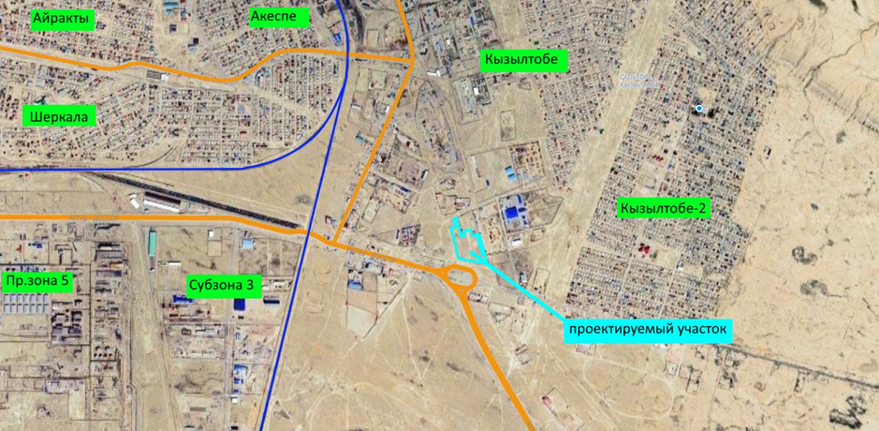 Айракты
Акеспе
Кызылтобе
Шеркала
Кызылтобе-2
Пр.зона 5
Субзона 3
проектируемый участок